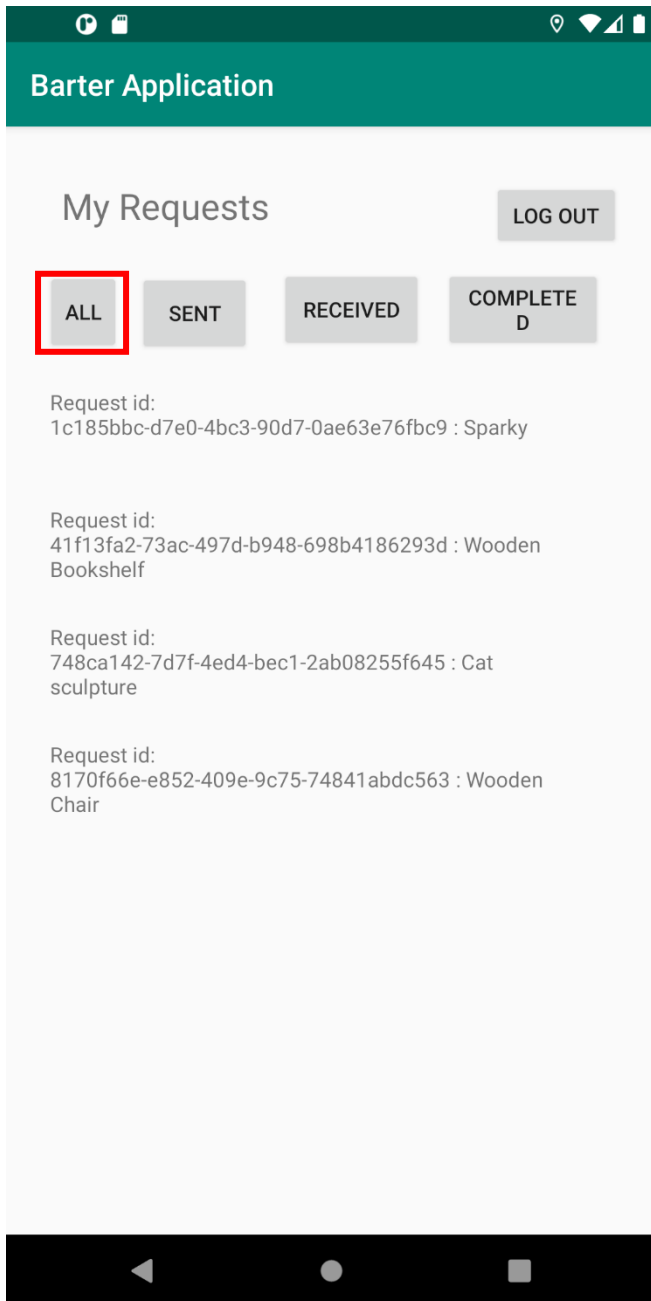 Barter Application
My Requests
LOG OUT
ALL
SENT
RECEIVED
COMPLETE
D
Request id:
1c185bbc-d7e0-4bc3-90d7-0ae63e76fbc9 : Sparky
Request id:
41f13fa2-73ac-497d-b948-698b4186293d : Wooden
Bookshelf
Request id:
748ca142-7d7f-4ed4-bec1-2ab08255f645 : Cat
sculpture
Request id:
8170f66e-e852-409e-9c75-74841abdc563 : Wooden
Chair